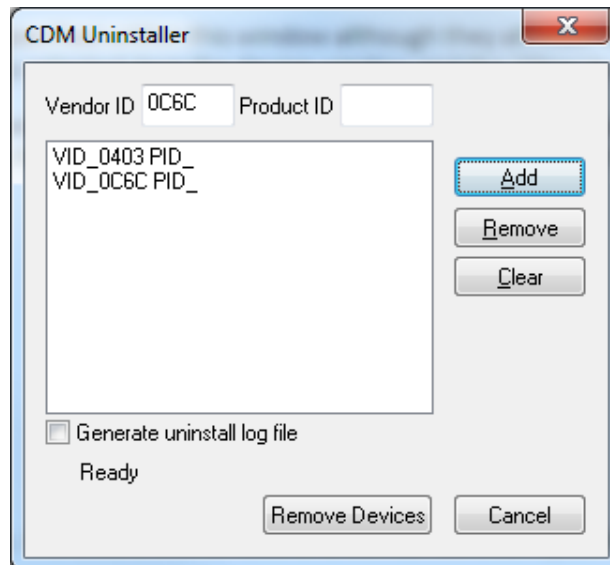 CDM Uninstaller
Vendor ID 0C6C Product ID
VID_0403 PID_
VID_0C6C PID_
Add
Remove
Clear
Generate uninstall log file
Ready
Remove Devices Cancel